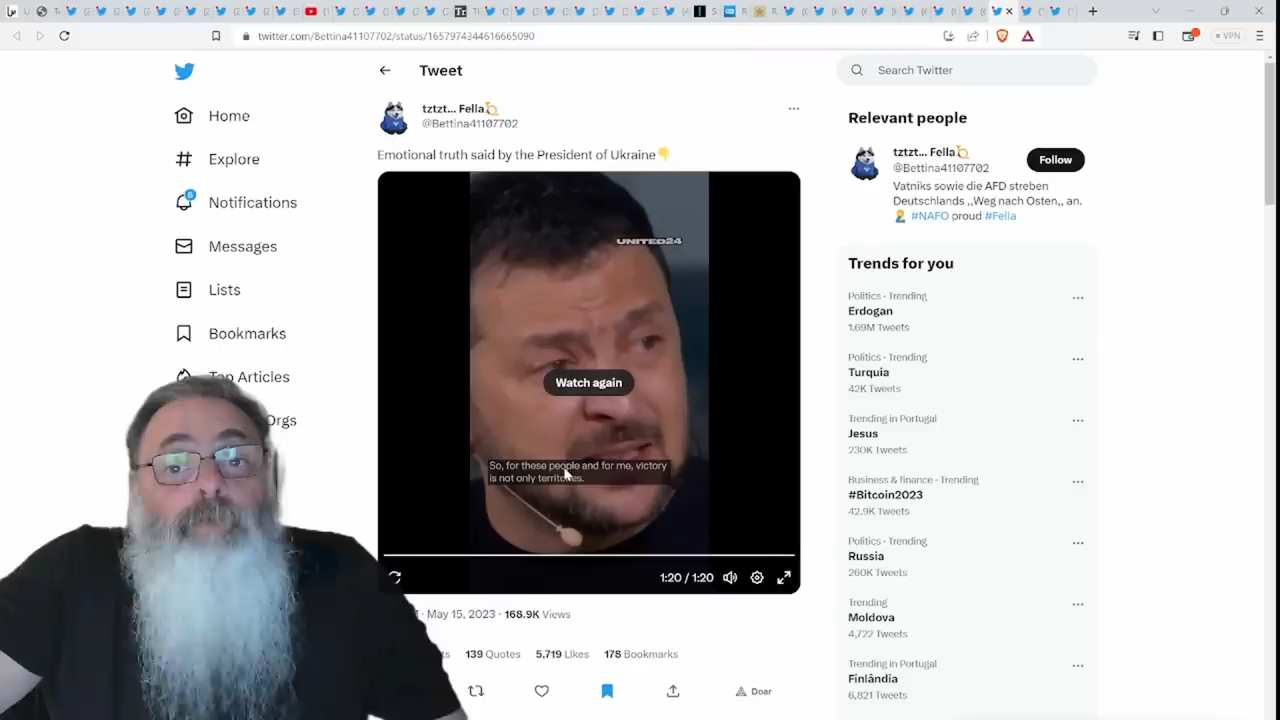 twitter.com/Bettina41107702/status/1657974344616665090
VPN
Home
Explore
6
Notifications
Messages
Lists
Bookmarks
Top Articles
Orgs
Tweet
tztzt... Fella
@Bettina41107702
Emotional truth said by the President of Ukraine
UNITED24
Watch again
So, for these people and for me, victory
is not only territories.
1:20 / 1:20
May 15, 2023 · 168.9K Views
139 Quotes 5,719 Likes 178 Bookmarks
Doar
Search Twitter
Relevant people
tztzt... Fella
@Bettina41107702
Follow
Vatniks sowie die AFD streben
Deutschlands ,,Weg nach Osten,, an.
#NAFO proud #Fella
Trends for you
Politics · Trending
Erdogan
1.69M Tweets
Politics · Trending
Turquia
42K Tweets
Trending in Portugal
Jesus
230K Tweets
Business & finance · Trending
#Bitcoin2023
42.9K Tweets
Politics · Trending
Russia
260K Tweets
Trending
Moldova
4,722 Tweets
Trending in Portugal
Finlândia
6,821 Tweets